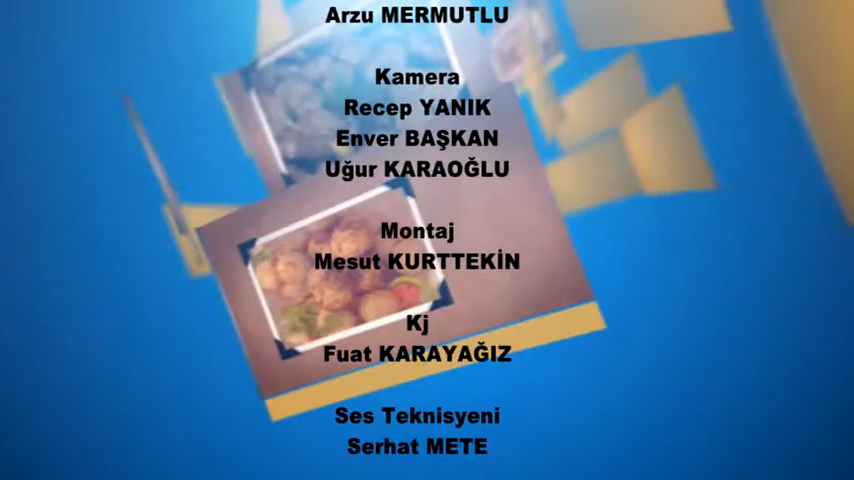 Arzu MERMUTLU
Kamera
Recep YANIK
Enver BAŞKAN
Uğur KARAOĞLU
Montaj
Mesut KURTTEKİN
Kj
Fuat KARAYAĞIZ
Ses Teknisyeni
Serhat METE